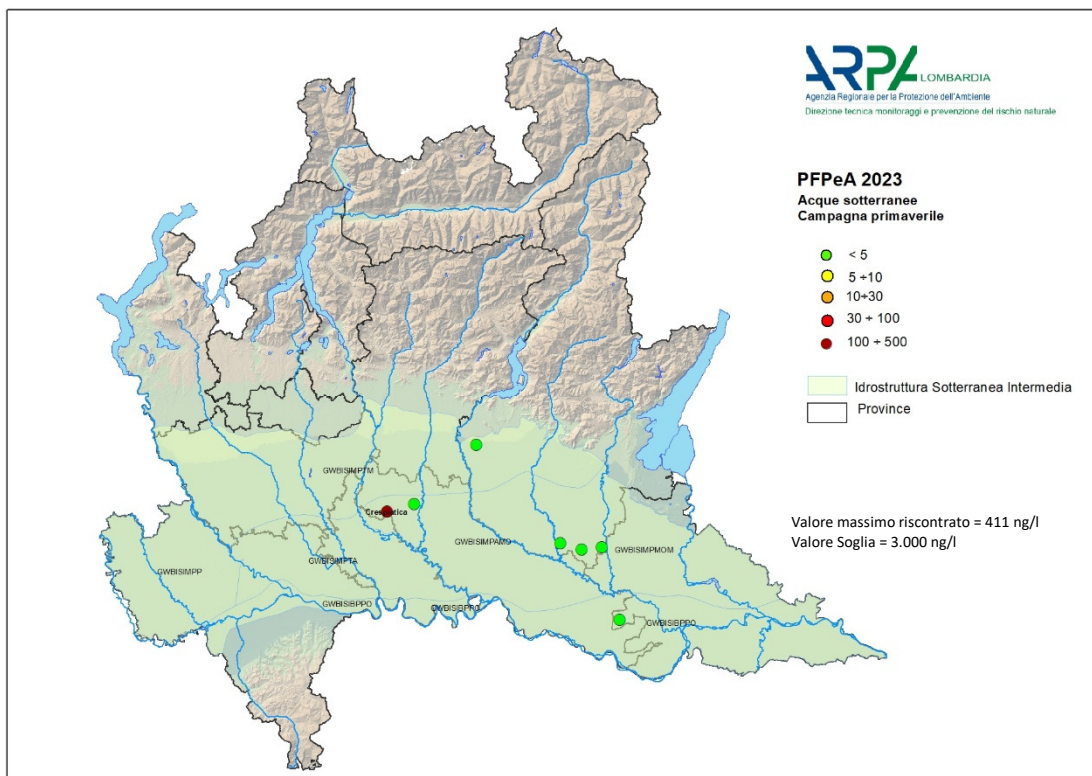 ARPA LOMBARDIA
Agenzia Regionale per la Protezione dell'Ambiente
Direzione tecnica monitoraggi e prevenzione del rischio naturale
PFPeA 2023
Acque sotterranee
Campagna primaverile
< 5
5 ÷10
10÷30
30 ÷ 100
100 ÷ 500
Idrostruttura Sotterranea Intermedia
Province
Valore massimo riscontrato = 411 ng/l
Valore Soglia = 3.000 ng/l
GWBISIMPTM
GWBISIMPAMO
GWBISIMPMOM
GWBISIMPP
GWBISIMPTA
GWBISIBPPO
GWBISIBPPO
GWBISIBPPO